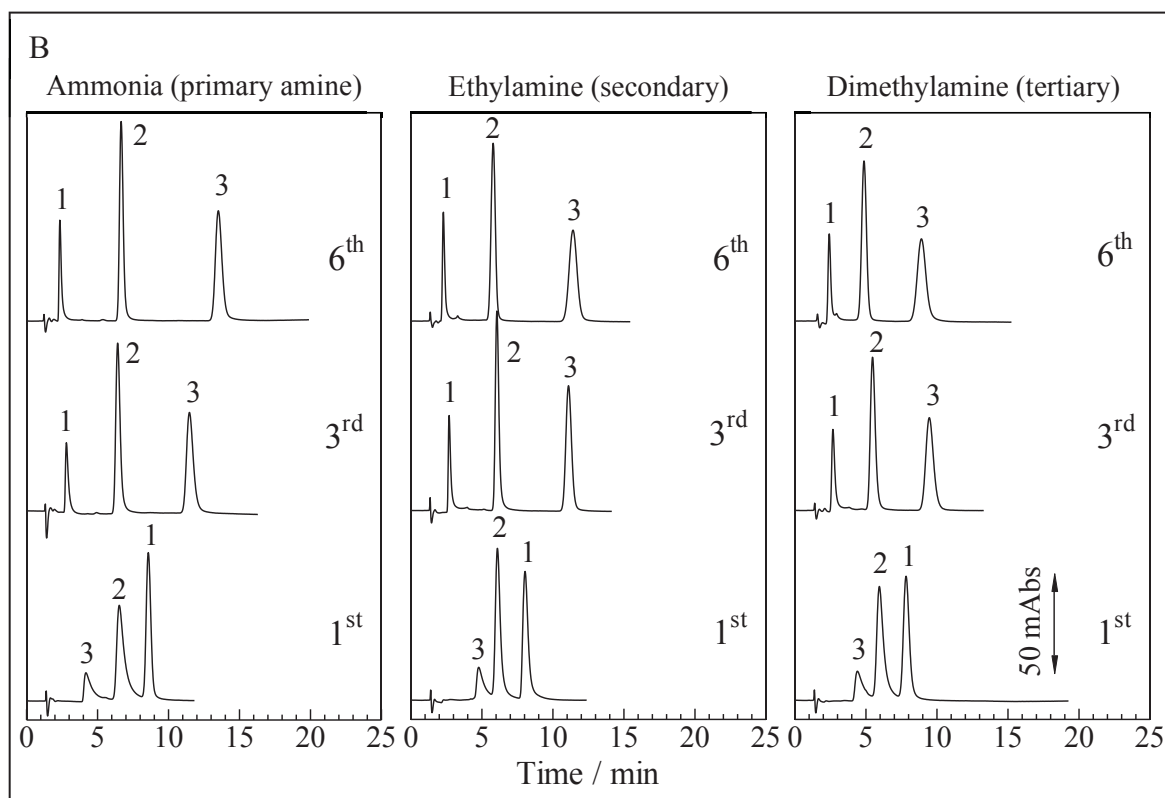 B
Ammonia (primary amine)
Ethylamine (secondary)
Dimethylamine (tertiary)
1
2
3
6th
1
2
3
3rd
3
2
1
1st
1
2
3
6th
1
2
3
3rd
3
2
1
1st
1
2
3
6th
1
2
3
3rd
3
2
1
1st
50 mAbs
0 5 10 15 20 25
0 5 10 15 20 25
0 5 10 15 20 25
Time / min